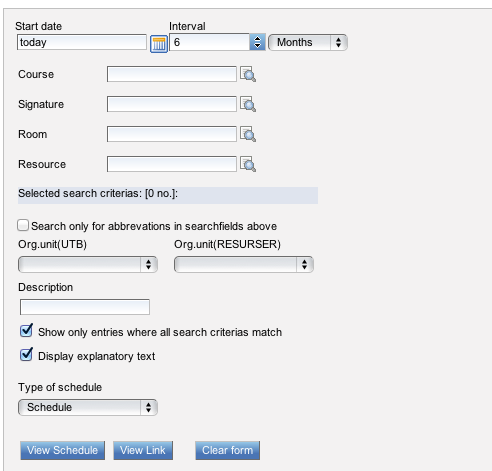 Start date Interval
today 6 Months
Course
Signature
Room
Resource
Selected search criterias: [0 no.]:
Search only for abbrevations in searchfields above
Org.unit(UTB) Org.unit(RESURSER)
Description
Show only entries where all search criterias match
Display explanatory text
Type of schedule
Schedule
View Schedule View Link Clear form